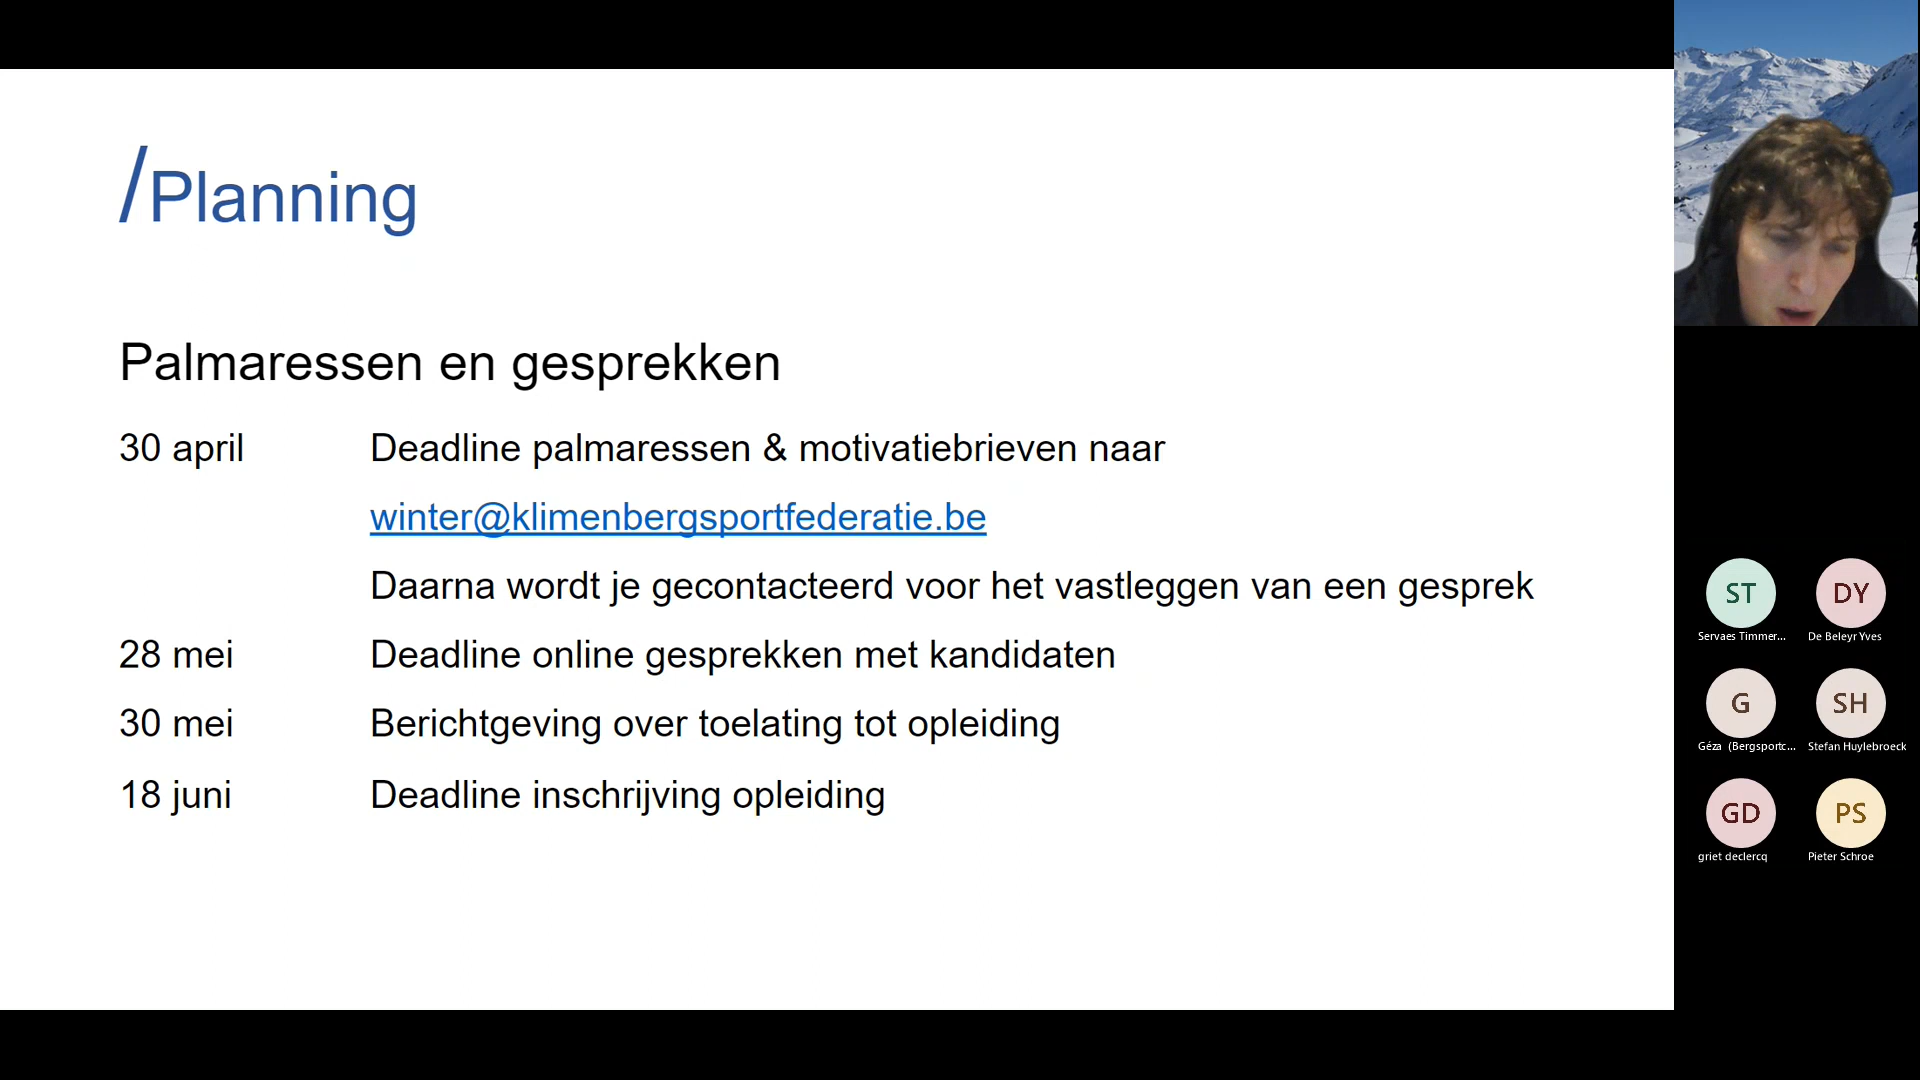 /Planning
Palmaressen en gesprekken
30 april Deadline palmaressen & motivatiebrieven naar
winter@klimenbergsportfederatie.be
Daarna wordt je gecontacteerd voor het vastleggen van een gesprek
28 mei Deadline online gesprekken met kandidaten
30 mei Berichtgeving over toelating tot opleiding
18 juni Deadline inschrijving opleiding
ST DY
Servaes Timmer... De Beleyr Yves
G SH
Géza (Bergsportc... Stefan Huylebroeck
GD PS
griet declercq Pieter Schroe